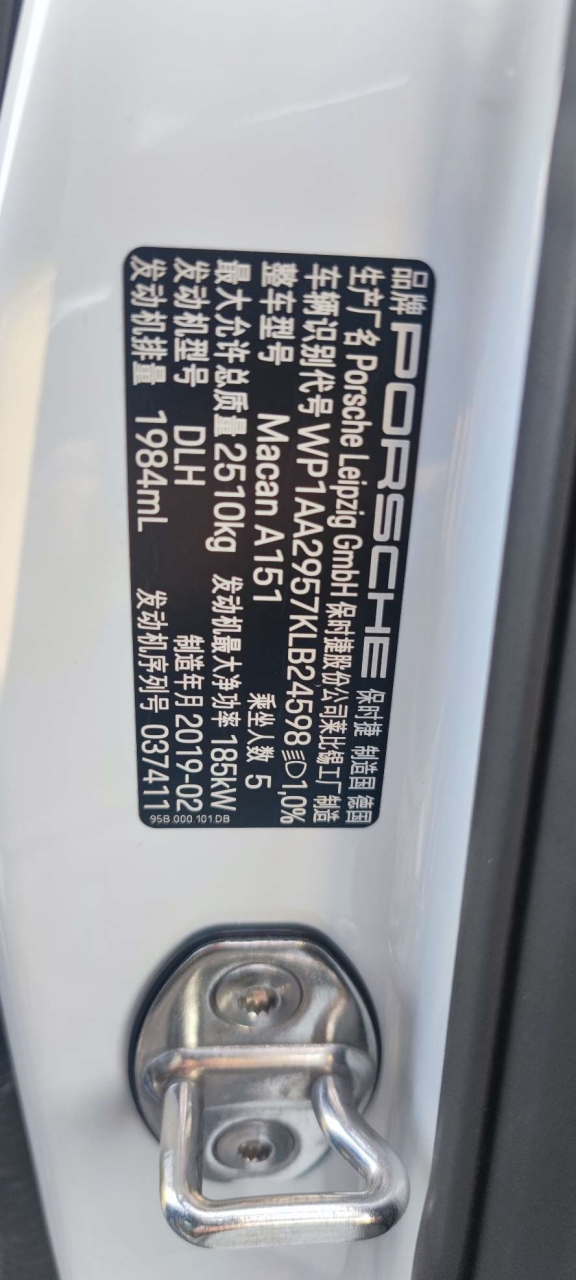 品牌 PORSCHE 保时捷 制造国 德国
生产厂名 Porsche Leipzig GmbH 保时捷股份公司莱比锡工厂 制造
车辆识别代号 WP1AA2957KLB24598 1,0%
整车型号 Macan A151 乘坐人数 5
最大允许总质量 2510kg 发动机最大净功率 185kW
发动机型号 DLH 制造年月 2019-02
发动机排量 1984mL 发动机序列号 037411
95B.000.101.DB